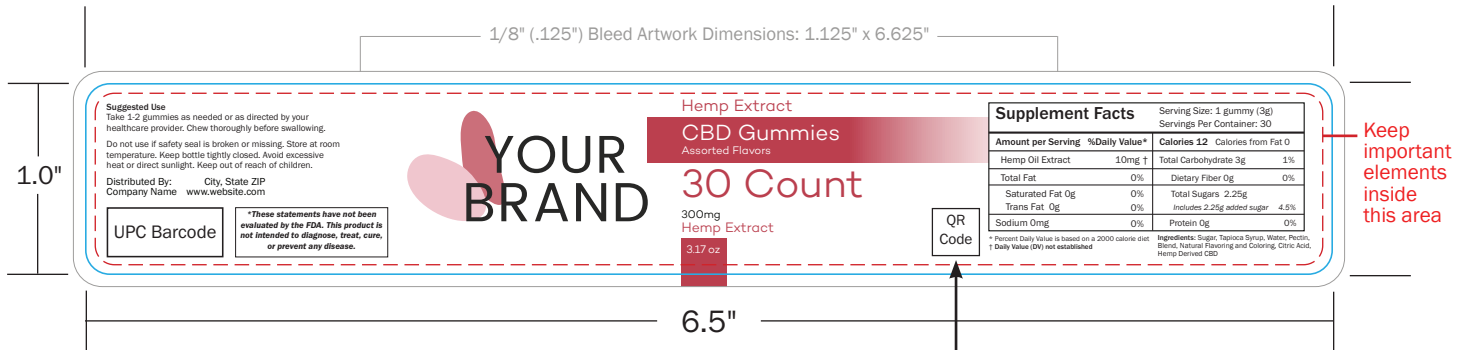 1/8" (.125") Bleed Artwork Dimensions: 1.125" x 6.625"
1.0"
Suggested Use
Take 1-2 gummies as needed or as directed by your
healthcare provider. Chew thoroughly before swallowing.
Do not use if safety seal is broken or missing. Store at room
temperature. Keep bottle tightly closed. Avoid excessive
heat or direct sunlight. Keep out of reach of children.
Distributed By: City, State ZIP
Company Name www.website.com
UPC Barcode
*These statements have not been
evaluated by the FDA. This product is
not intended to diagnose, treat, cure,
or prevent any disease.
YOUR
BRAND
Hemp Extract
CBD Gummies
Assorted Flavors
30 Count
300mg
Hemp Extract
3.17 oz
QR
Code
Supplement Facts
Serving Size: 1 gummy (3g)
Servings Per Container: 30
Amount per Serving %Daily Value*
Calories 12 Calories from Fat 0
Hemp Oil Extract 10mg †
Total Carbohydrate 3g 1%
Total Fat 0%
Dietary Fiber 0g 0%
Saturated Fat 0g 0%
Total Sugars 2.25g
Trans Fat 0g 0%
Includes 2.25g added sugar 4.5%
Sodium 0mg 0%
Protein 0g 0%
* Percent Daily Value is based on a 2000 calorie diet
† Daily Value (DV) not established
Ingredients: Sugar, Tapioca Syrup, Water, Pectin,
Blend, Natural Flavoring and Coloring, Citric Acid,
Hemp Derived CBD
Keep
important
elements
inside
this area
6.5"